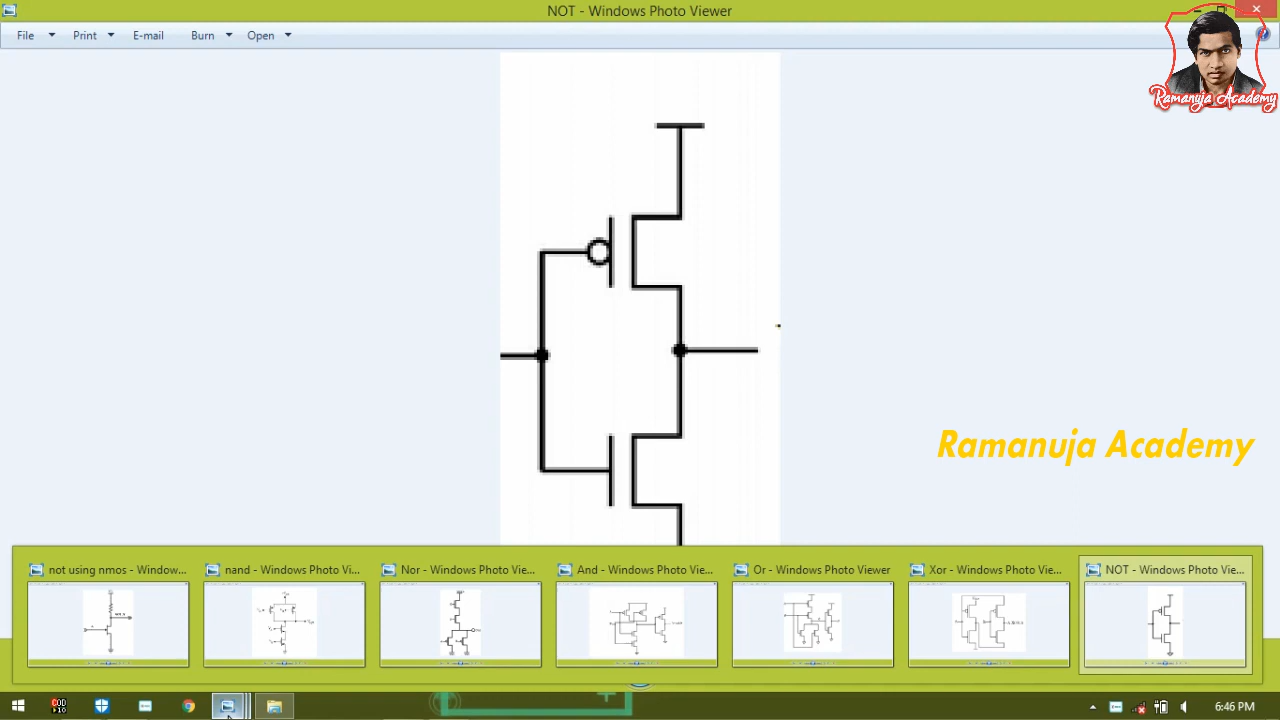 NOT - Windows Photo Viewer
File Print E-mail Burn Open
Ramanuja Academy
Ramanuja Academy
not using nmos - Window... nand - Windows Photo Vi... Nor - Windows Photo Vie... And - Windows Photo Vie... Or - Windows Photo Viewer Xor - Windows Photo Vie... NOT - Windows Photo Vie...
6:46 PM